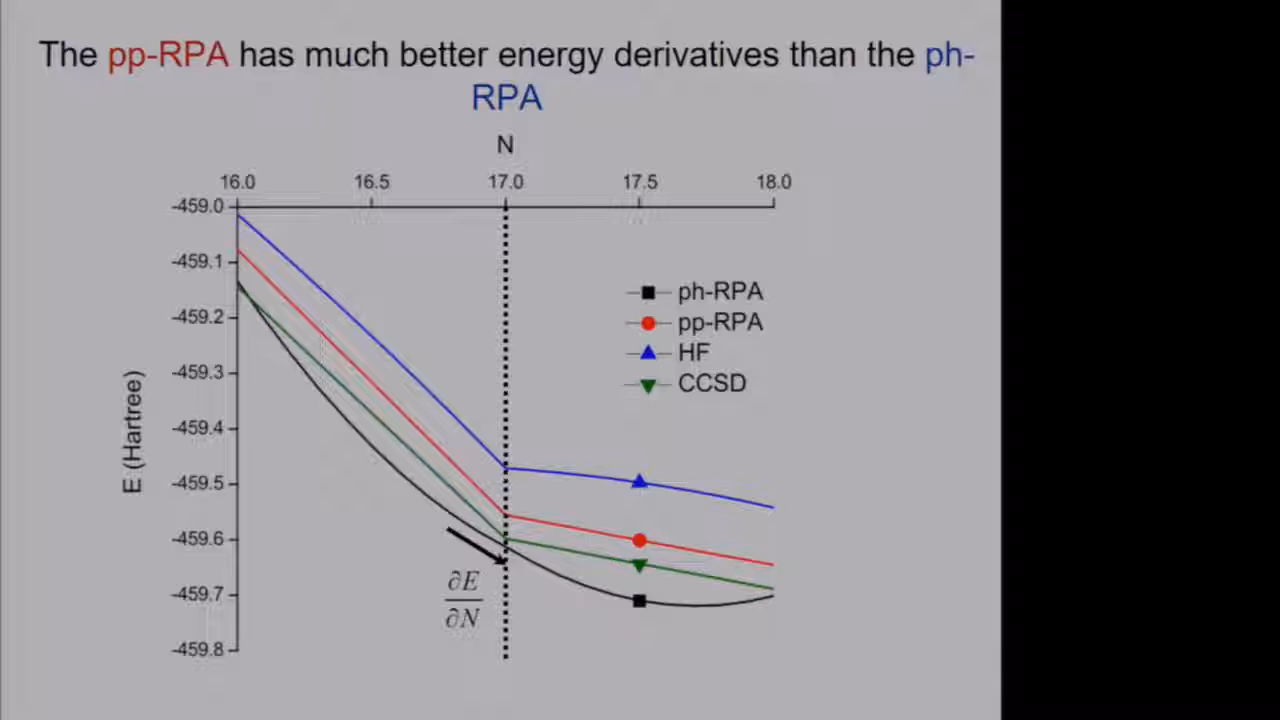 The pp-RPA has much better energy derivatives than the ph-
RPA
N
16.0 16.5 17.0 17.5 18.0
-459.0
-459.1
-459.2
-459.3
-459.4
-459.5
-459.6
-459.7
-459.8
E (Hartree)
ph-RPA
pp-RPA
HF
CCSD
∂E
∂N